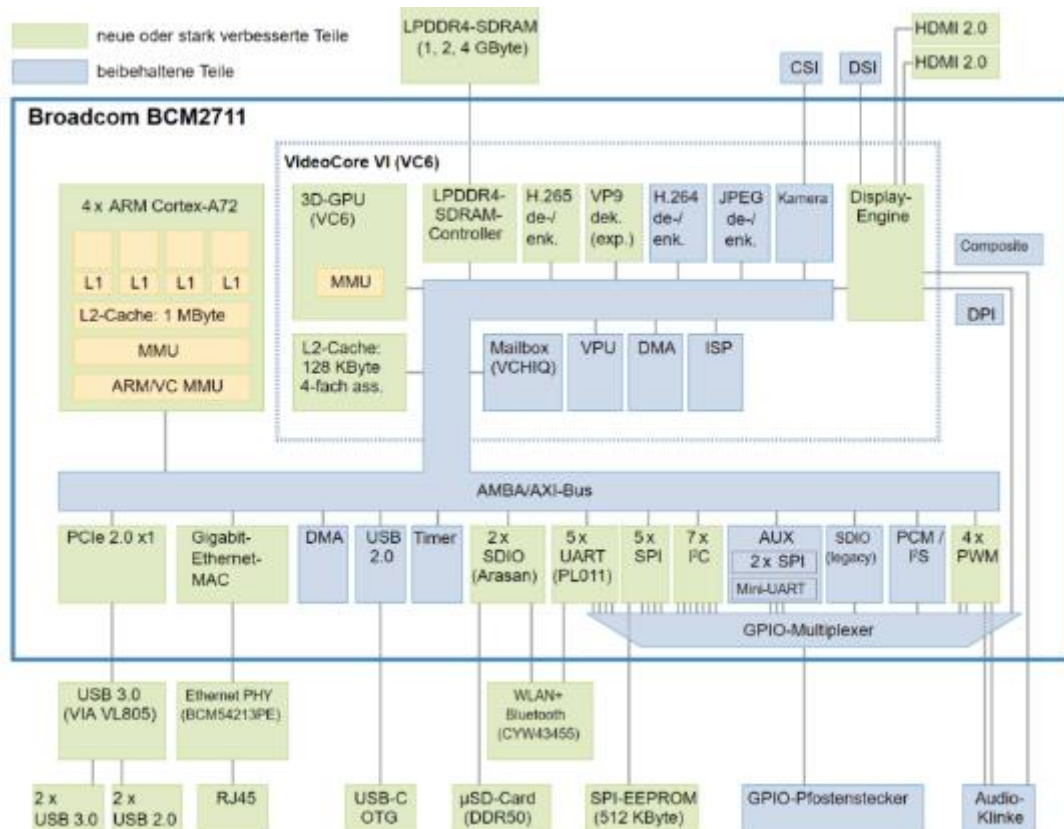 neue oder stark verbesserte Teile
beibehaltene Teile
LPDDR4-SDRAM
(1, 2, 4 GByte)
CSI
DSI
HDMI 2.0
HDMI 2.0
Broadcom BCM2711
VideoCore VI (VC6)
4 x ARM Cortex-A72
L1
L1
L1
L1
L2-Cache: 1 MByte
MMU
ARM/VC MMU
3D-GPU
(VC6)
MMU
LPDDR4-
SDRAM-
Controller
H.265
de-/
enk.
VP9
dek.
(exp.)
H.264
de-/
enk.
JPEG
de-/
enk.
Kamera
Display-
Engine
Composite
DPI
L2-Cache:
128 KByte
4-fach ass.
Mailbox
(VCHIQ)
VPU
DMA
ISP
AMBA/AXI-Bus
PCIe 2.0 x1
Gigabit-
Ethernet-
MAC
DMA
USB
2.0
Timer
2 x
SDIO
(Arasan)
5 x
UART
(PL011)
5 x
SPI
7 x
I²C
AUX
2 x SPI
Mini-UART
SDIO
(legacy)
PCM /
I²S
4 x
PWM
GPIO-Multiplexer
USB 3.0
(VIA VL805)
Ethernet PHY
(BCM54213PE)
WLAN+
Bluetooth
(CYW43455)
2 x
USB 3.0
2 x
USB 2.0
RJ45
USB-C
OTG
µSD-Card
(DDR50)
SPI-EEPROM
(512 KByte)
GPIO-Pfostenstecker
Audio-
Klinke